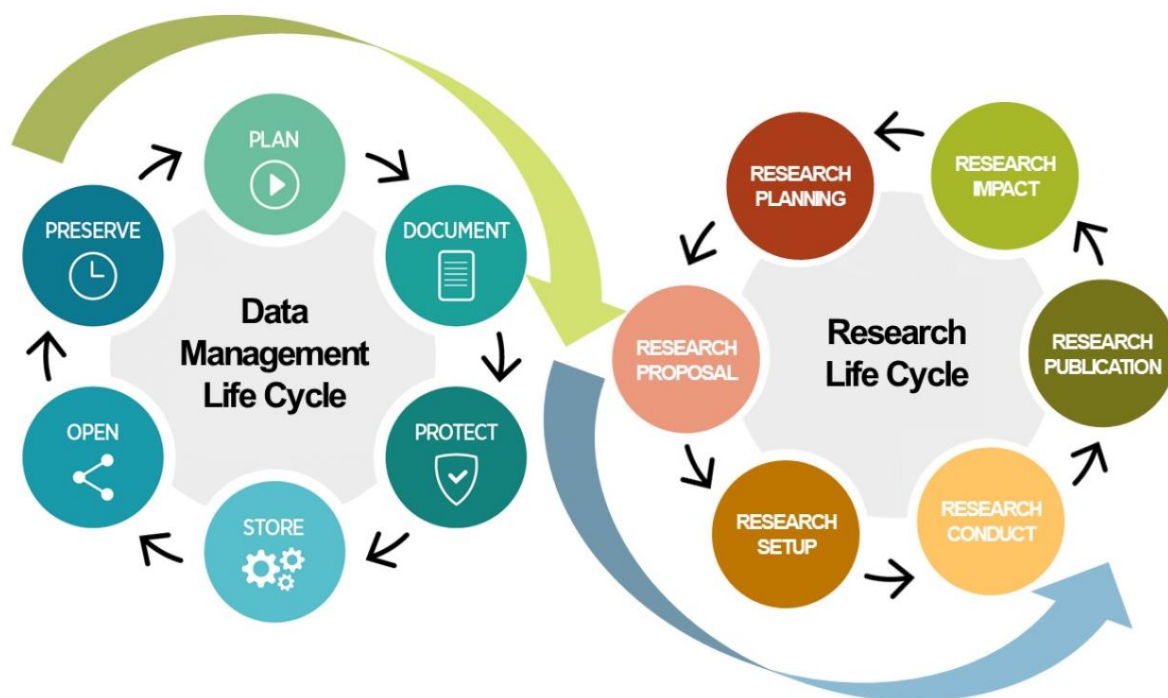 PLAN
DOCUMENT
PROTECT
STORE
OPEN
PRESERVE
Data
Management
Life Cycle
RESEARCH
PLANNING
RESEARCH
PROPOSAL
RESEARCH
SETUP
RESEARCH
CONDUCT
RESEARCH
PUBLICATION
RESEARCH
IMPACT
Research
Life Cycle